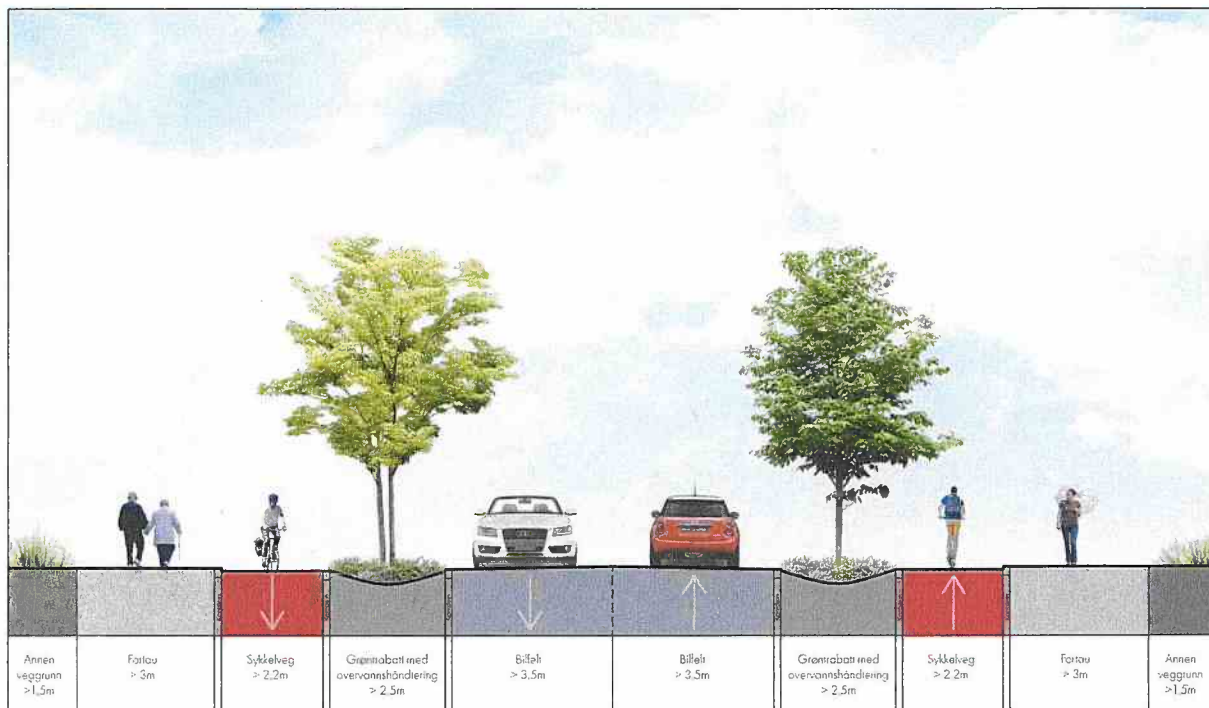 Annen
veggrunn
>1,5m
Fortau
> 3m
Sykkelveg
> 2,2m
Grøntrabatt med
overvannshåndtering
> 2,5m
Bilfelt
> 3,5m
Bilfelt
> 3,5m
Grøntrabatt med
overvannshåndtering
> 2,5m
Sykkelveg
> 2,2m
Fortau
> 3m
Annen
veggrunn
>1,5m